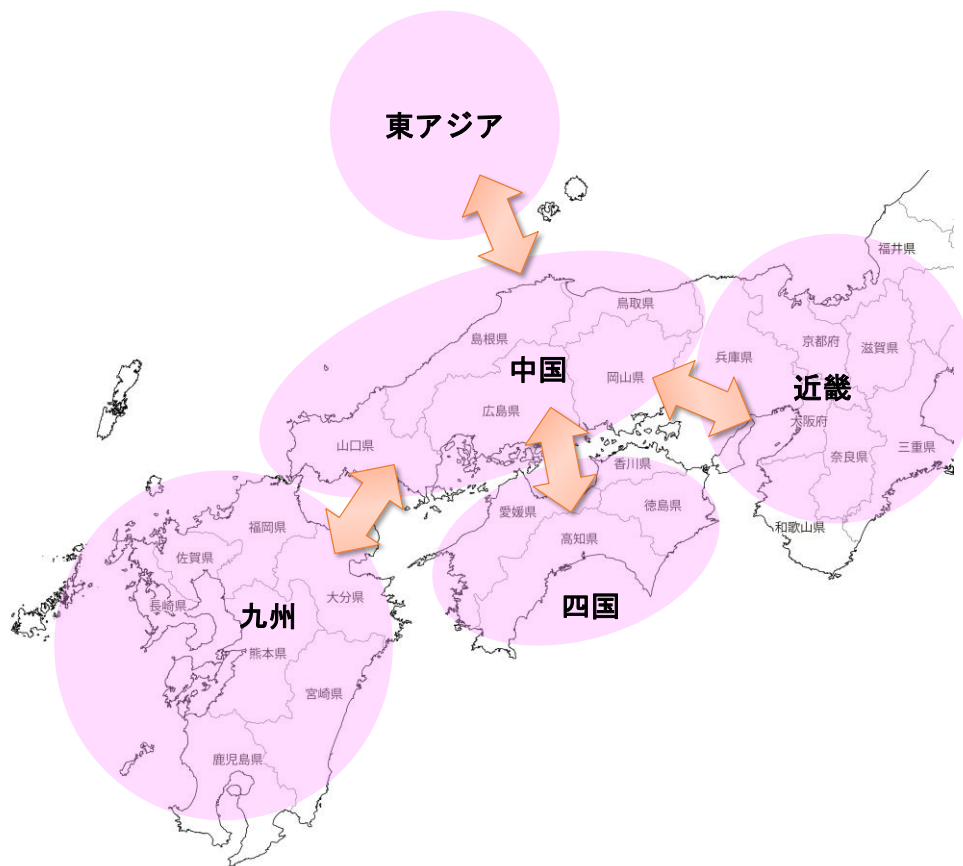 東アジア
福井県
鳥取県
島根県
京都府
滋賀県
兵庫県
中国
岡山県
近畿
広島県
大阪府
山口県
三重県
奈良県
香川県
徳島県
愛媛県
和歌山県
福岡県
高知県
佐賀県
大分県
長崎県
四国
九州
熊本県
宮崎県
鹿児島県